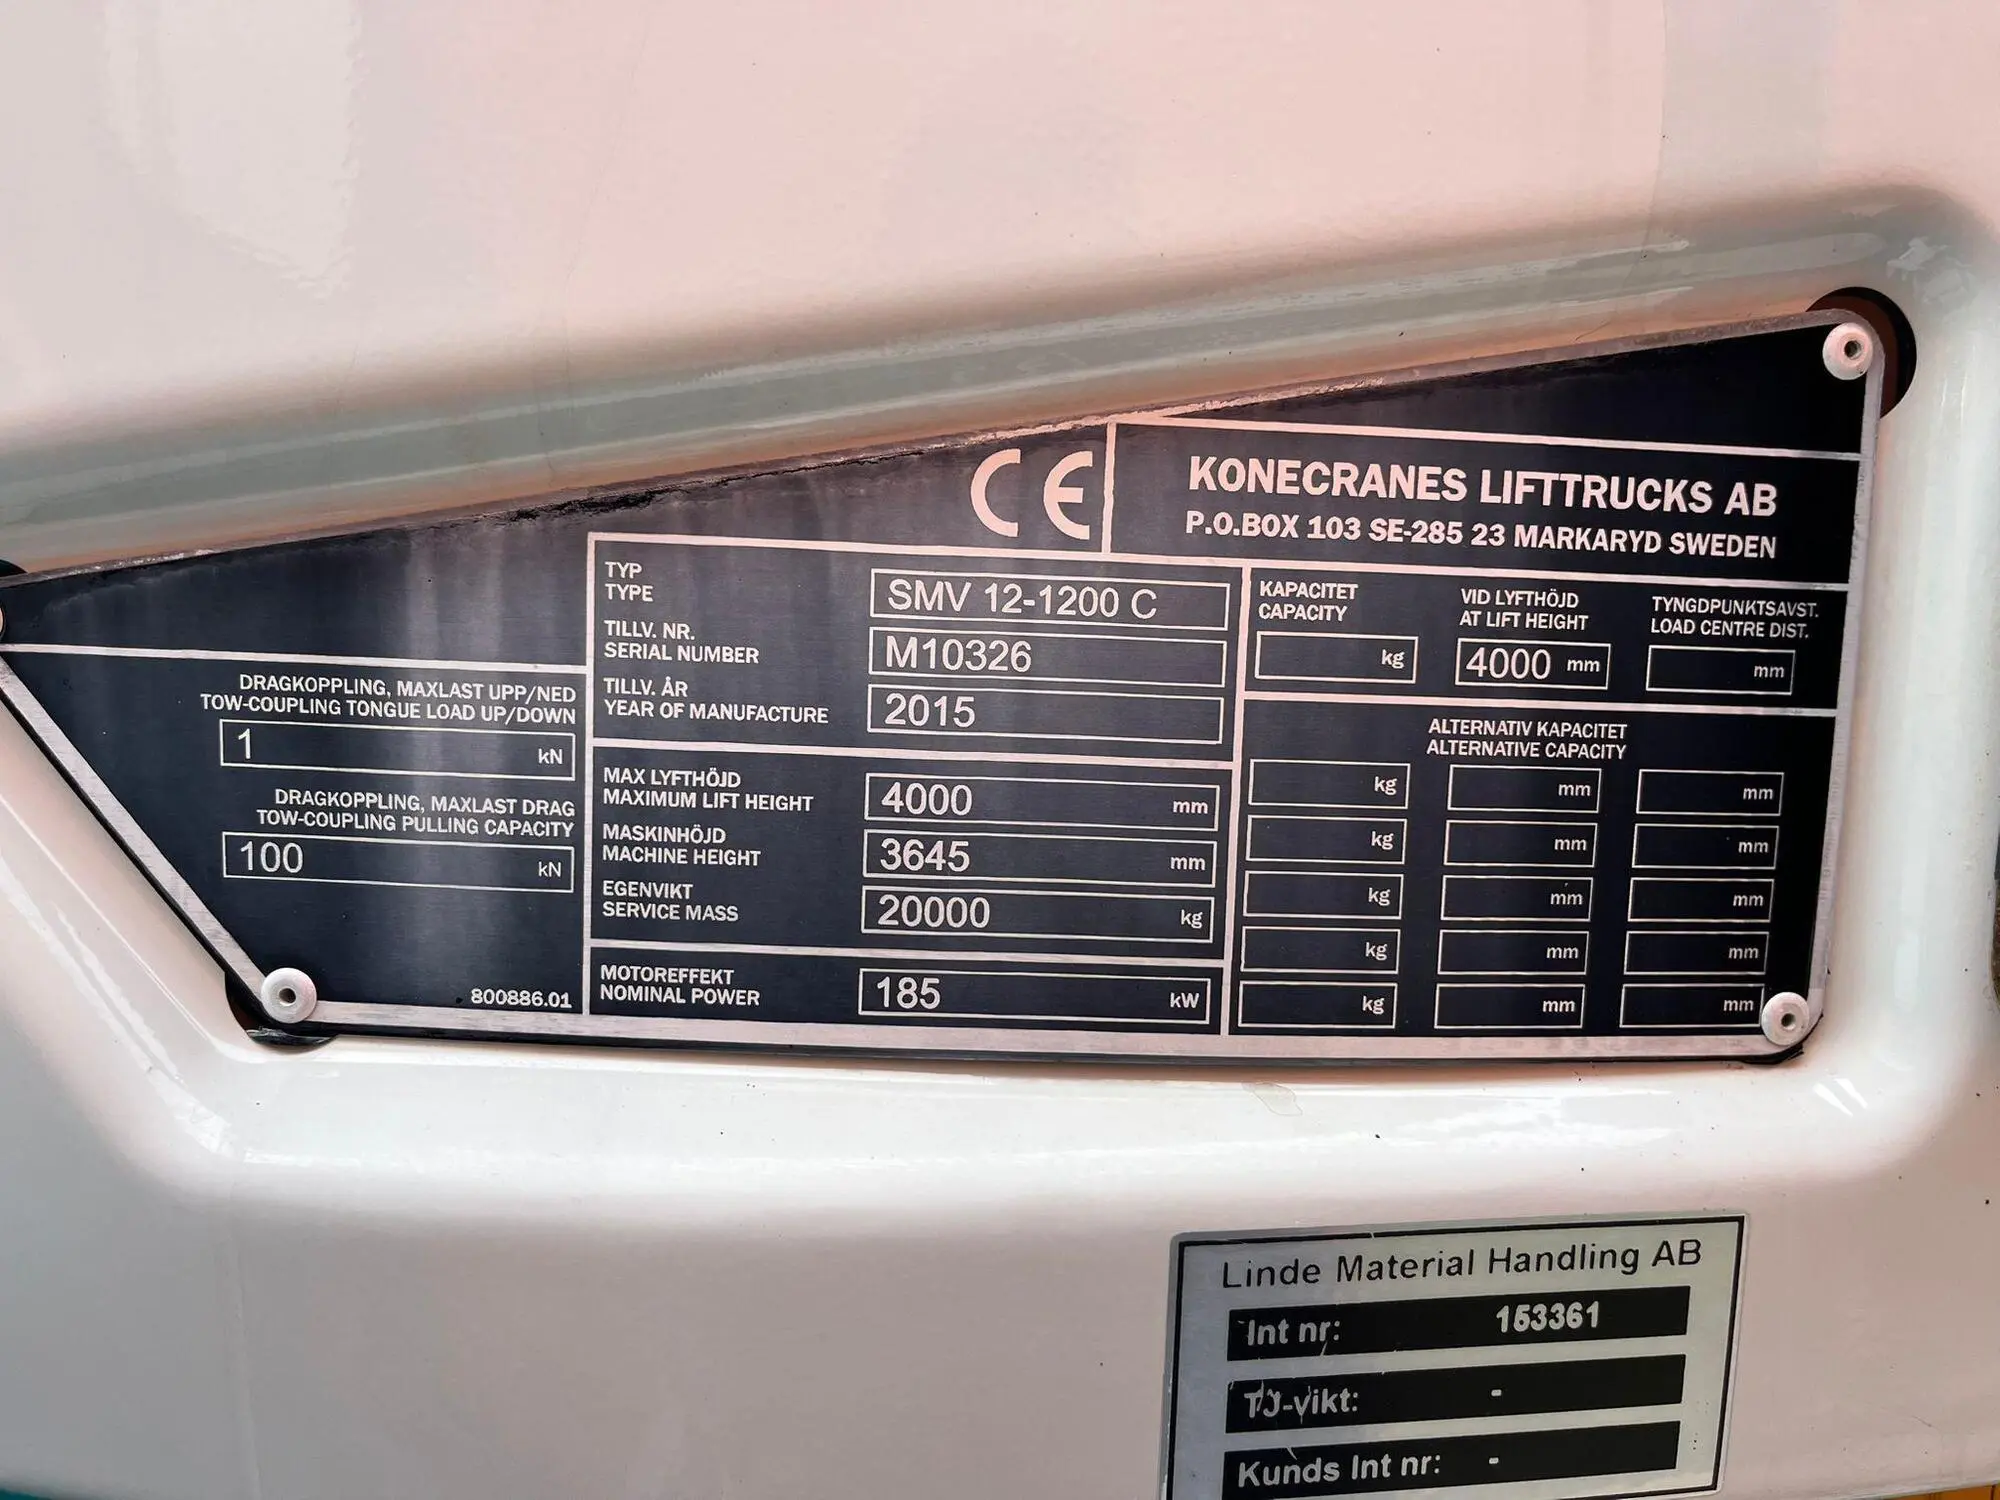 CE
KONECRANES LIFTTRUCKS AB
P.O.BOX 103 SE-285 23 MARKARYD SWEDEN
DRAGKOPPLING, MAXLAST UPP/NED
TOW-COUPLING TONGUE LOAD UP/DOWN
1 kN
DRAGKOPPLING, MAXLAST DRAG
TOW-COUPLING PULLING CAPACITY
100 kN
800886.01
TYP
TYPE
SMV 12-1200 C
TILLV. NR.
SERIAL NUMBER
M10326
TILLV. ÅR
YEAR OF MANUFACTURE
2015
MAX LYFTHÖJD
MAXIMUM LIFT HEIGHT
4000 mm
MASKINHÖJD
MACHINE HEIGHT
3645 mm
EGENVIKT
SERVICE MASS
20000 kg
MOTOREFFEKT
NOMINAL POWER
185 kW
KAPACITET
CAPACITY
kg
VID LYFTHÖJD
AT LIFT HEIGHT
4000 mm
TYNGDPUNKTSAVST.
LOAD CENTRE DIST.
mm
ALTERNATIV KAPACITET
ALTERNATIVE CAPACITY
kg mm mm
kg mm mm
kg mm mm
kg mm mm
kg mm mm
Linde Material Handling AB
Int nr: 153361
TJ-vikt: -
Kunds Int nr: -